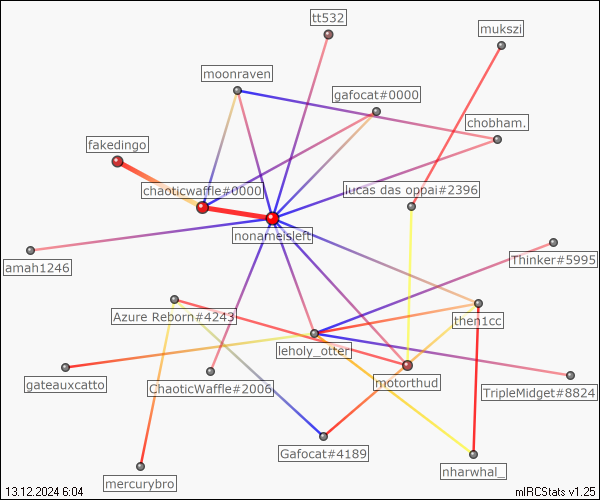 tt532
mukszi
moonraven
gafocat#0000
chobham.
fakedingo
chaoticwaffle#0000
lucas das oppai#2396
nonameisleft
Thinker#5995
amah1246
Azure Reborn#4243
then1cc
leholy_otter
gateauxcatto
ChaoticWaffle#2006
motorthud
TripleMidget#8824
Gafocat#4189
nharwhal_
mercurybro
13.12.2024 6:04
mIRCStats v1.25